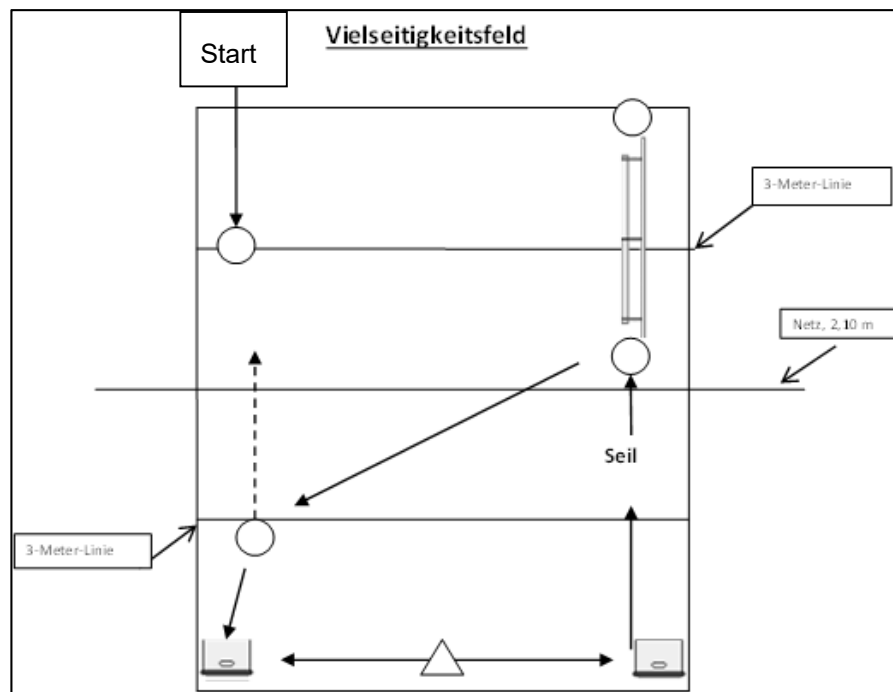 Vielseitigkeitsfeld
Start
3-Meter-Linie
Netz, 2,10 m
Seil
3-Meter-Linie